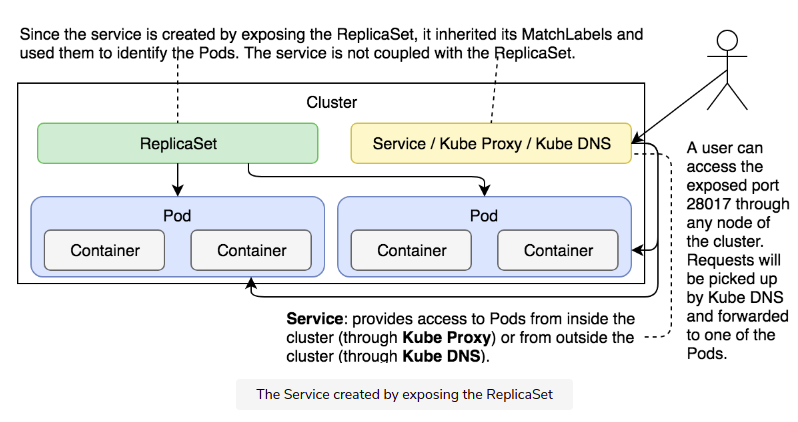 Since the service is created by exposing the ReplicaSet, it inherited its MatchLabels and
used them to identify the Pods. The service is not coupled with the ReplicaSet.
Cluster
ReplicaSet
Service / Kube Proxy / Kube DNS
Pod
Container
Container
Pod
Container
Container
A user can
access the
exposed port
28017 through
any node of
the cluster.
Requests will
be picked up
by Kube DNS
and forwarded
to one of the
Pods.
Service: provides access to Pods from inside the
cluster (through Kube Proxy) or from outside the
cluster (through Kube DNS).
The Service created by exposing the ReplicaSet